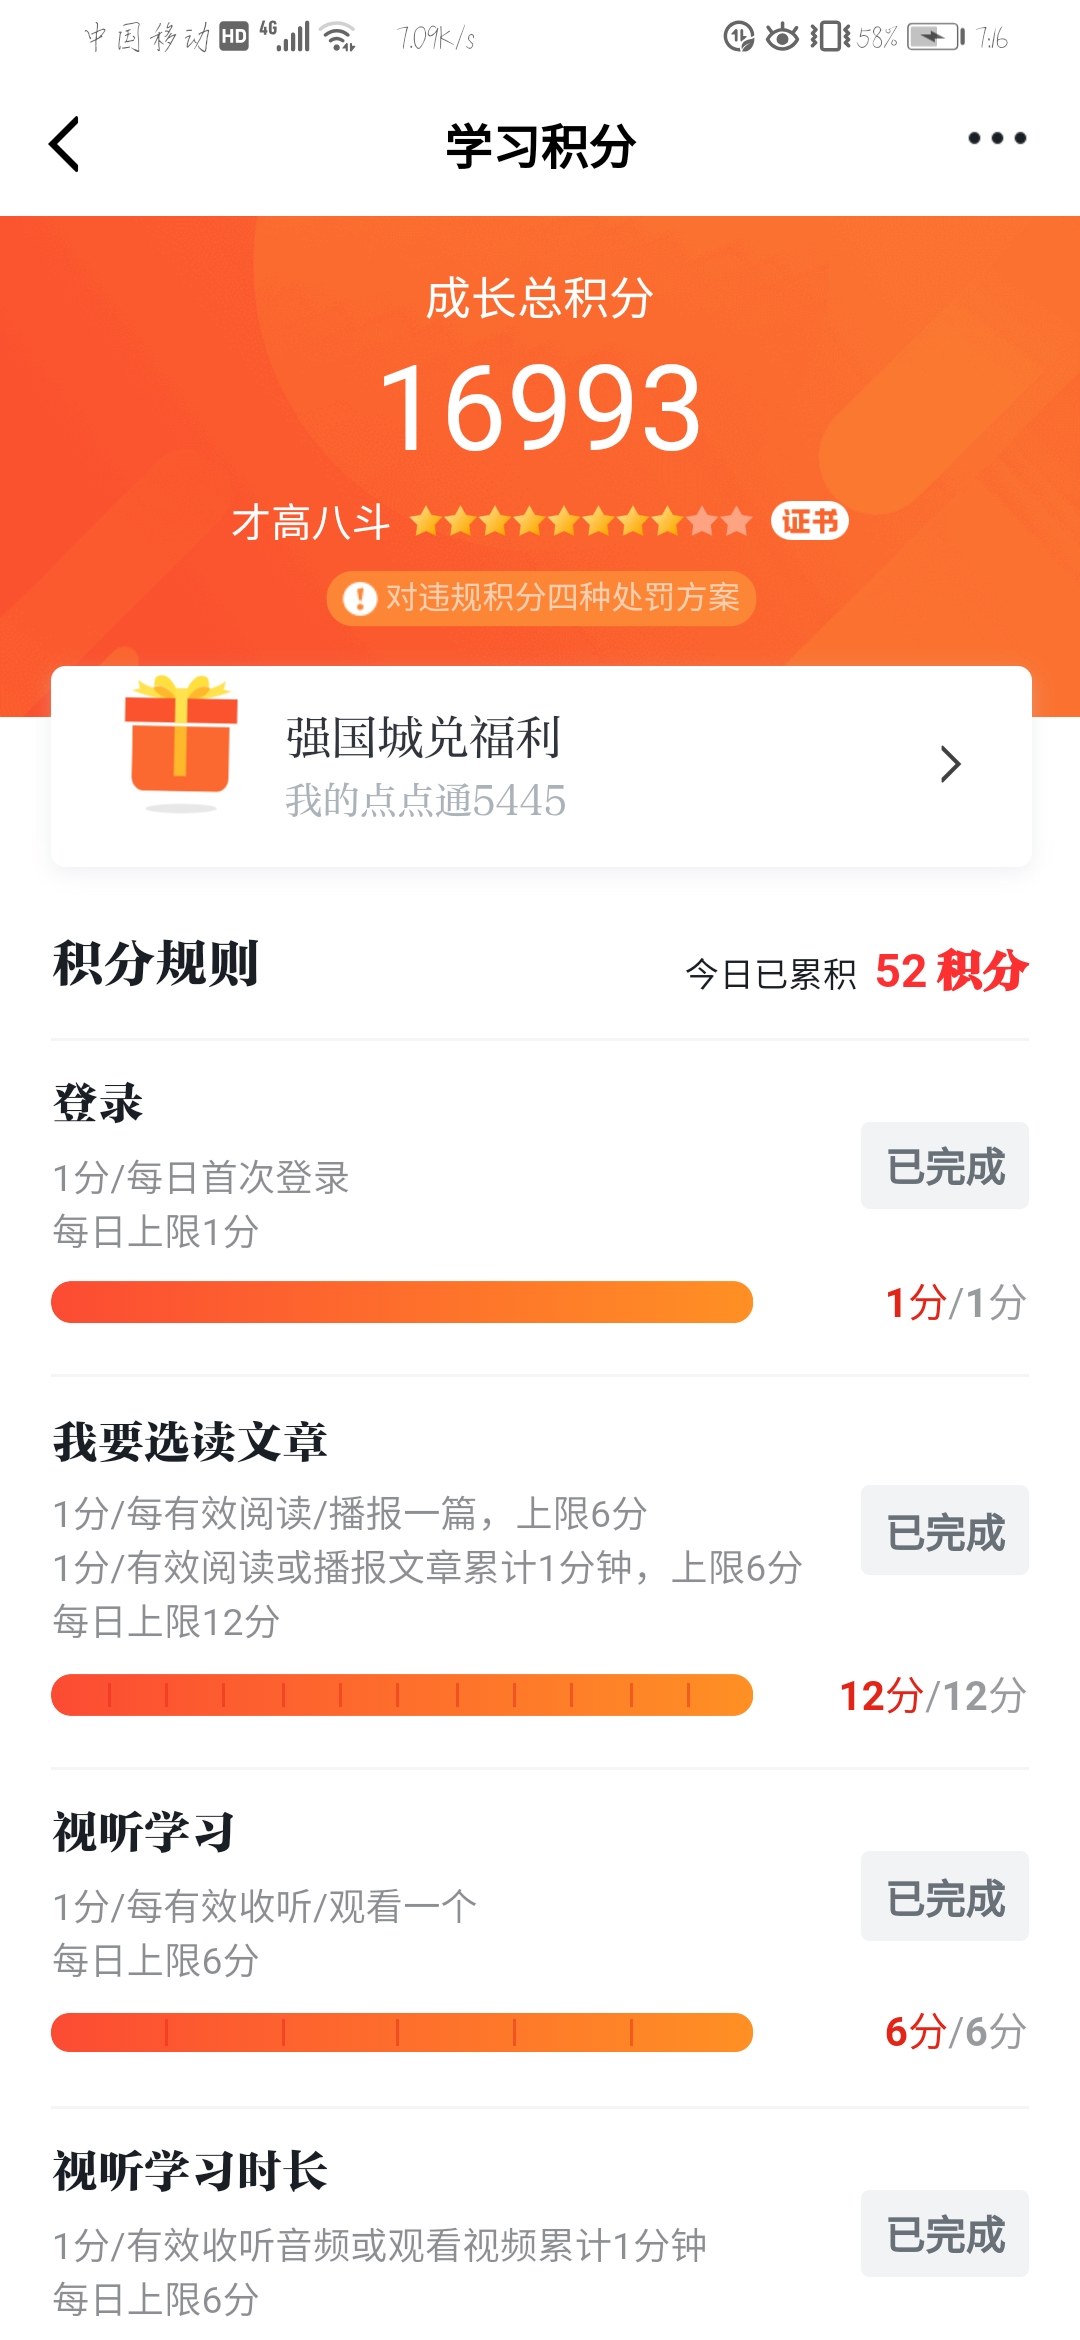 中国移动 HD 4G 7.09K/s 58% 7:16
学习积分
成长总积分
16993
才高八斗 证书
对违规积分四种处罚方案
强国城兑福利
我的点点通5445
积分规则 今日已累积 52 积分
登录
1分/每日首次登录
每日上限1分
已完成
1分/1分
我要选读文章
1分/每有效阅读/播报一篇，上限6分
1分/有效阅读或播报文章累计1分钟，上限6分
每日上限12分
已完成
12分/12分
视听学习
1分/每有效收听/观看一个
每日上限6分
已完成
6分/6分
视听学习时长
1分/有效收听音频或观看视频累计1分钟
每日上限6分
已完成